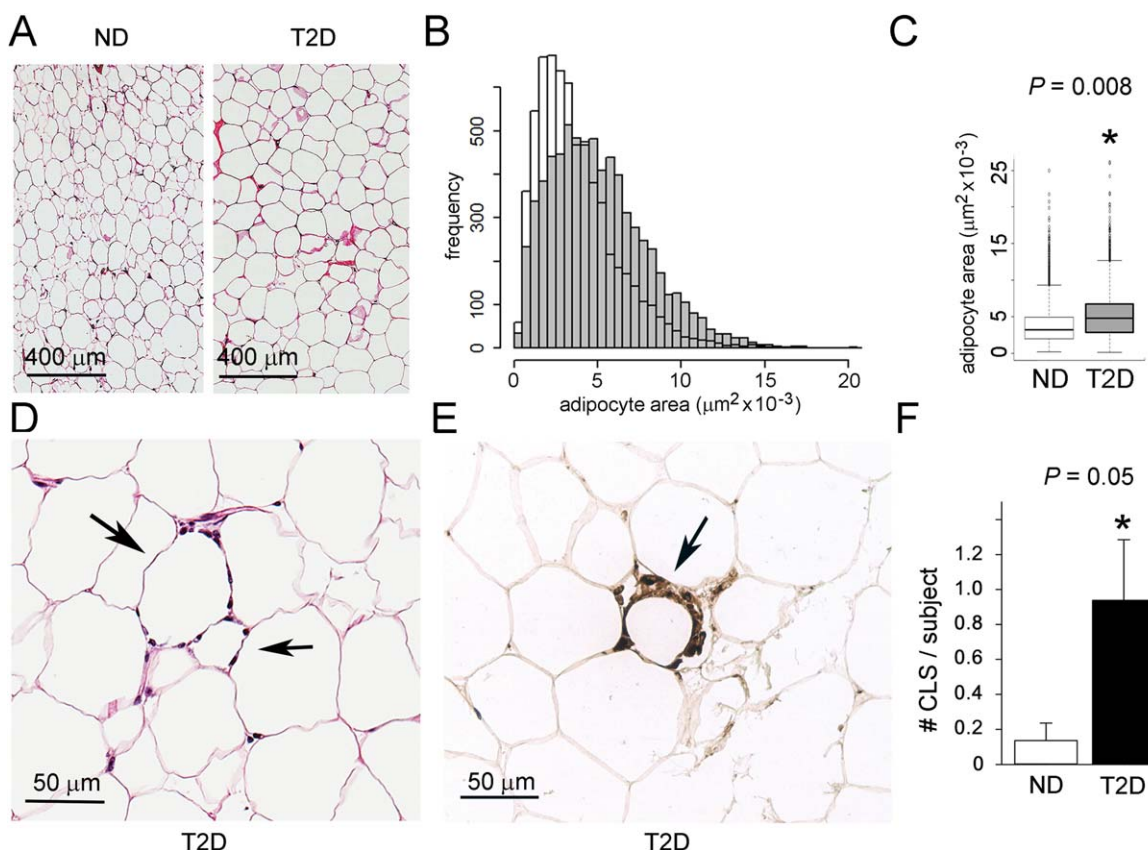 A
ND
T2D
400 μm
400 μm
B
frequency
500
300
100
0
0
5
10
15
20
adipocyte area (μm² x 10⁻³)
C
P = 0.008
*
adipocyte area (μm² x 10⁻³)
25
15
5
0
ND
T2D
D
50 μm
T2D
E
50 μm
T2D
F
P = 0.05
*
# CLS / subject
1.2
1.0
0.8
0.6
0.4
0.2
0
ND
T2D